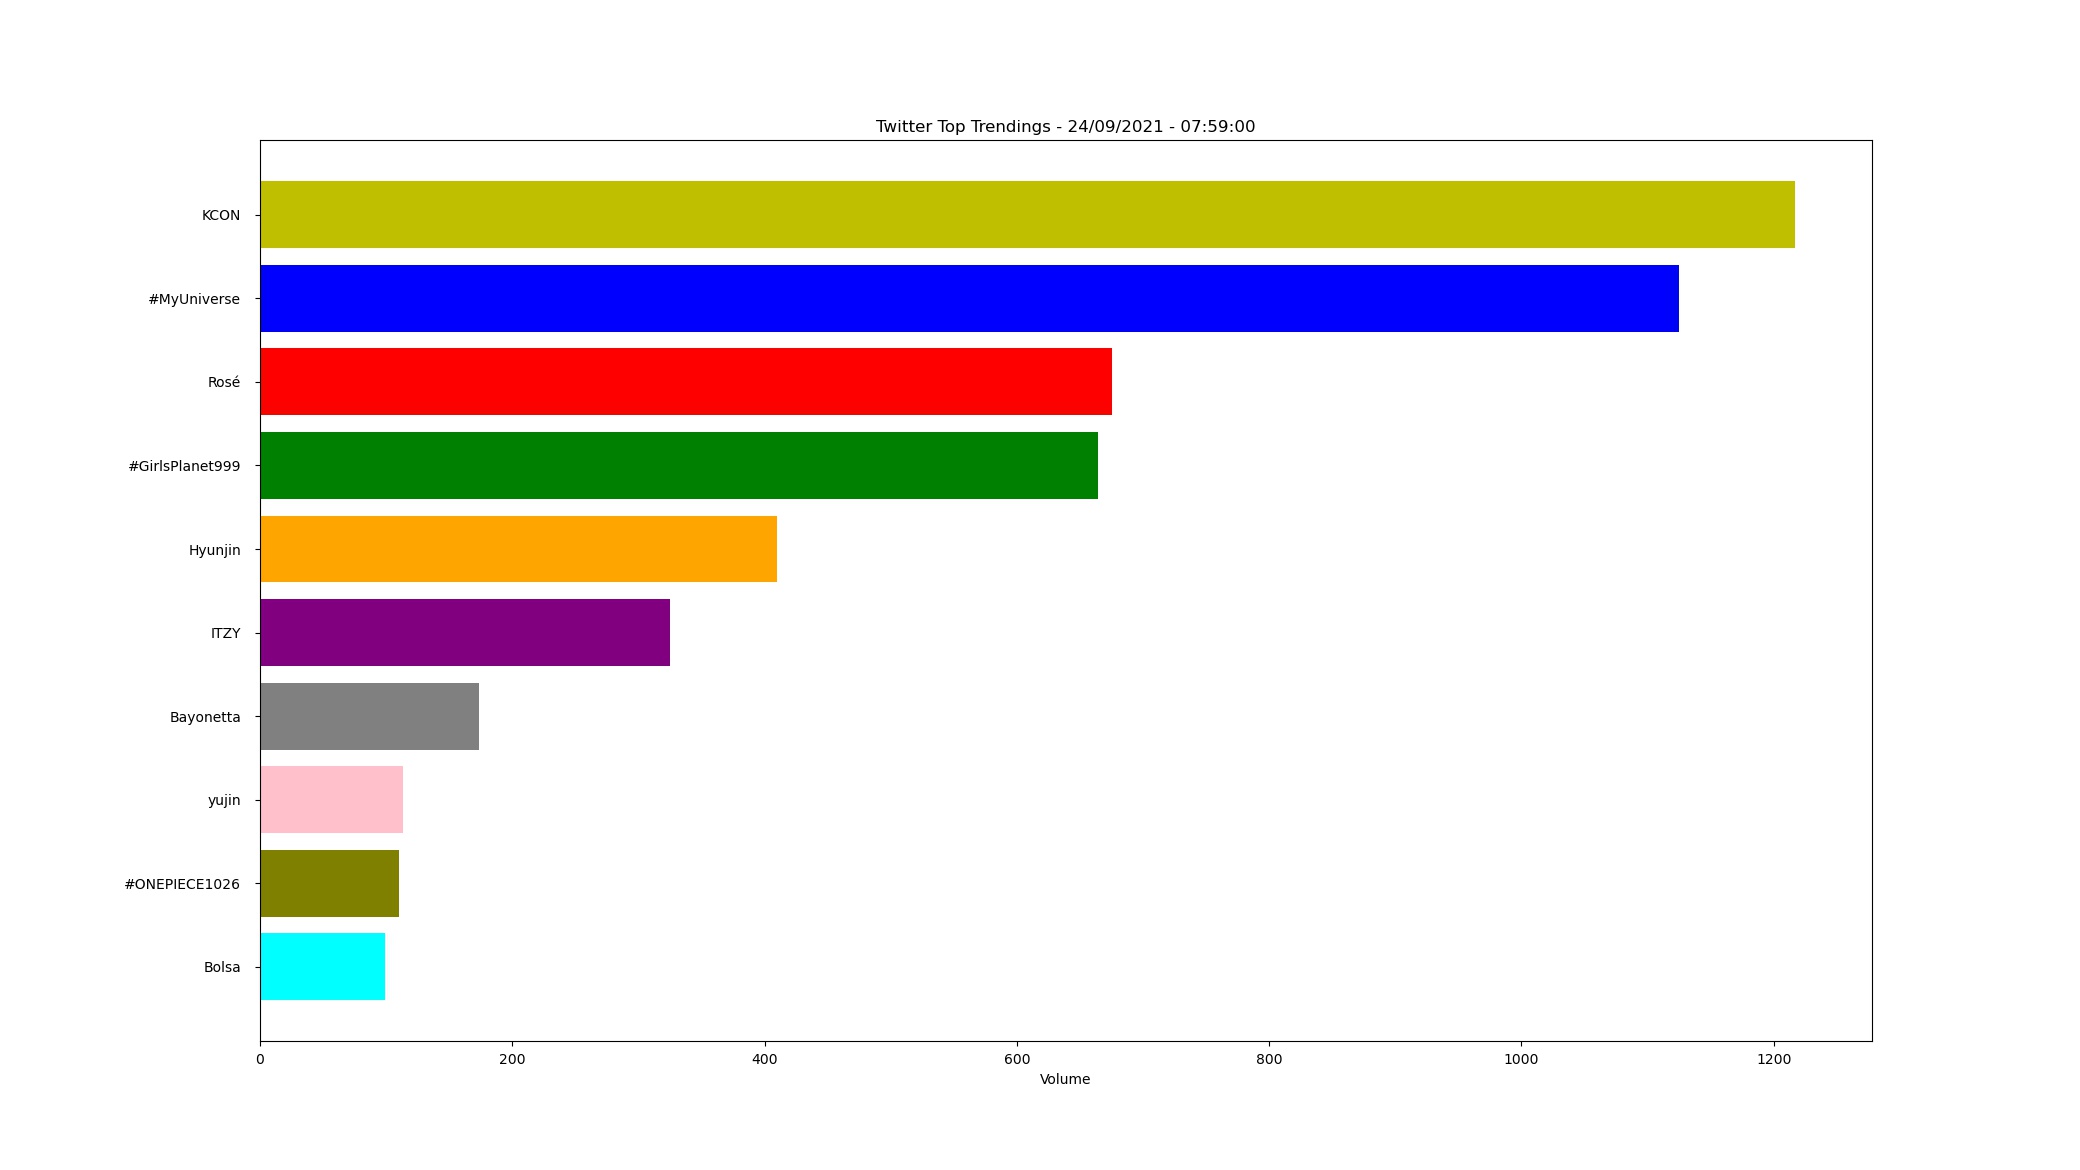 Twitter Top Trendings - 24/09/2021 - 07:59:00
KCON
#MyUniverse
Rosé
#GirlsPlanet999
Hyunjin
ITZY
Bayonetta
yujin
#ONEPIECE1026
Bolsa
0 200 400 600 800 1000 1200
Volume